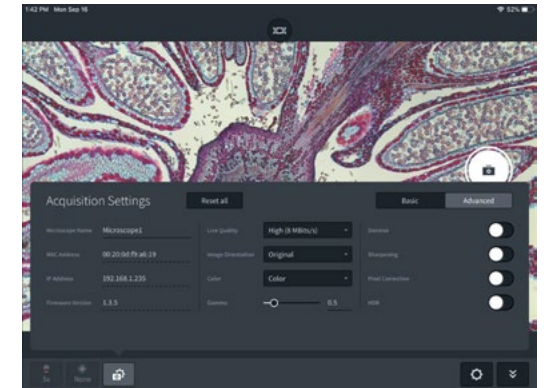 1:42 PM Mon Sep 16
52%
Acquisition Settings
Reset all
Basic
Advanced
Microscope Name
Microscope1
Live Quality
High (8 MBits/s)
Denoise
MAC Address
00:20:0d:f9:a6:19
Image Orientation
Original
Sharpening
IP Address
192.168.1.235
Color
Color
Pixel Correction
Firmware Version
1.3.5
Gamma
0.5
HDR
5x
None